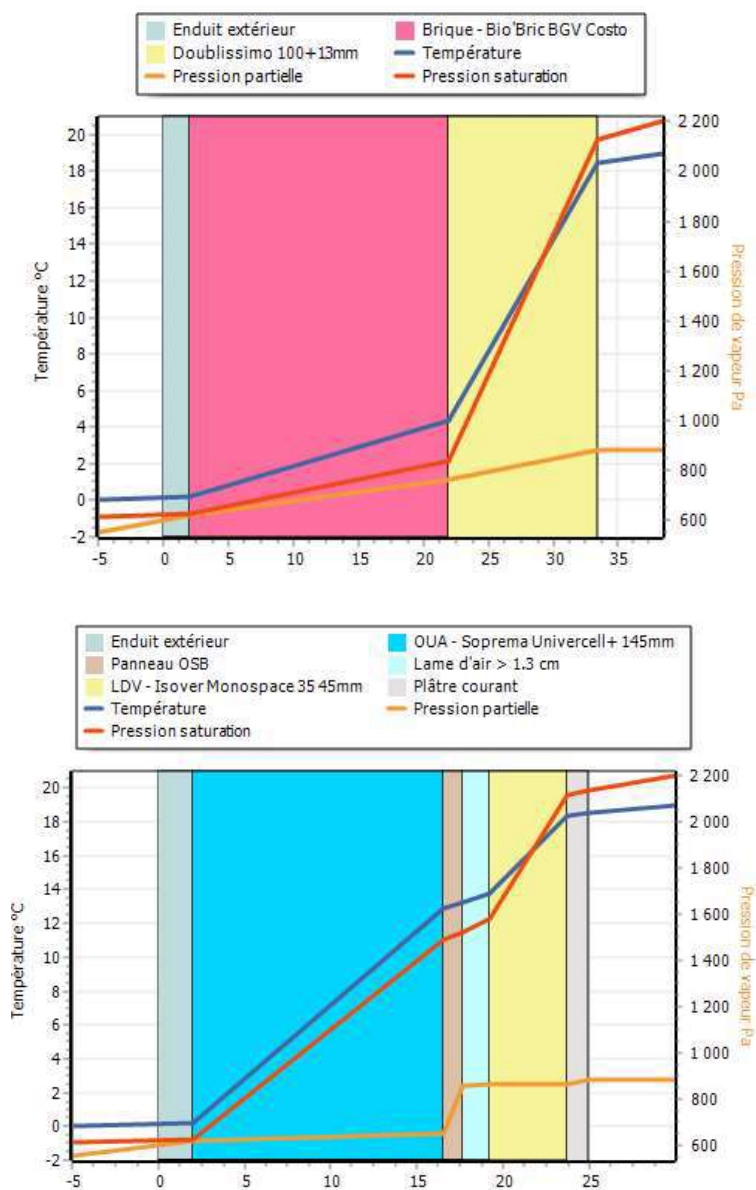 Enduit extérieur Brique - Bio'Bric BGV Costo
Doublissimo 100+13mm Température
Pression partielle Pression saturation
20 2 200
18 2 000
16 1 800
14
12 1 600
10 1 400
8 1 200
6
4 1 000
2 800
0 600
-2
Température °C
Pression de vapeur Pa
-5 0 5 10 15 20 25 30 35
Enduit extérieur OUA - Soprema Univercell+ 145mm
Panneau OSB Lame d'air > 1.3 cm
LDV - Isover Monospace 35 45mm Plâtre courant
Température Pression partielle
Pression saturation
20 2 200
18 2 000
16 1 800
14
12 1 600
10 1 400
8 1 200
6
4 1 000
2 800
0 600
-2
Température °C
Pression de vapeur Pa
-5 0 5 10 15 20 25